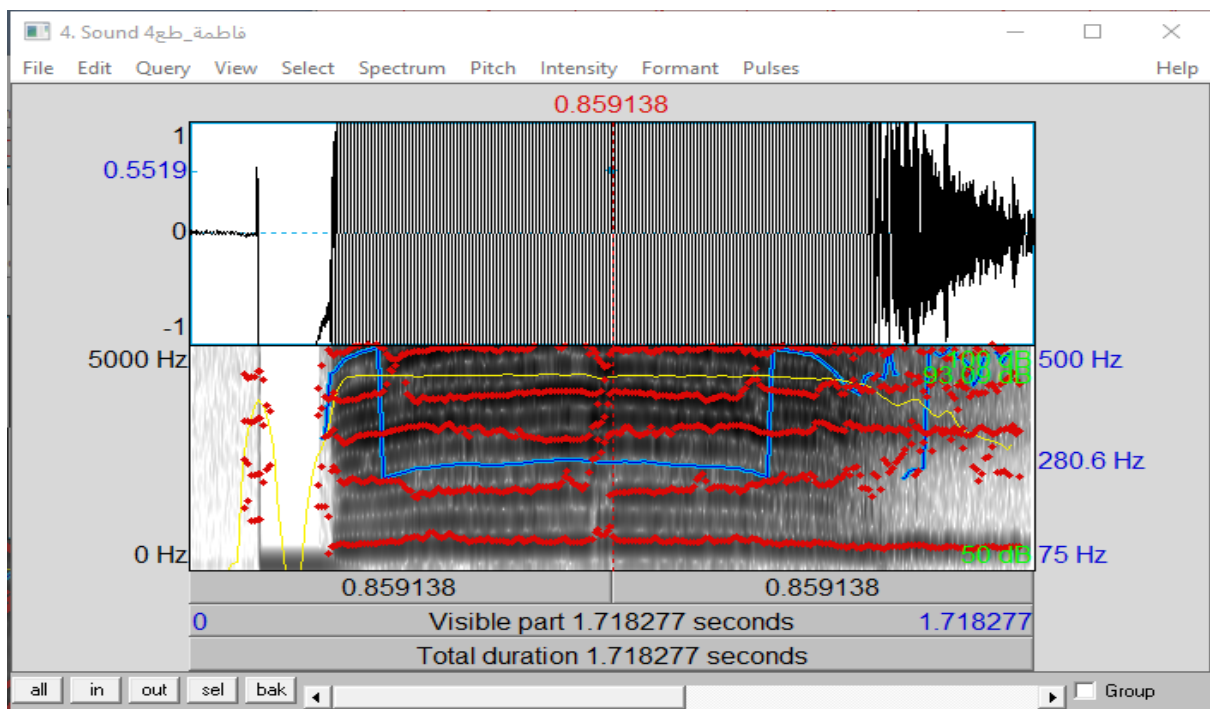 4. Sound 4فاطمة_طع
File Edit Query View Select Spectrum Pitch Intensity Formant Pulses Help
0.859138
1
0.5519
0
-1
5000 Hz
500 Hz
93.09 dB
280.6 Hz
0 Hz
50 dB
75 Hz
0.859138 0.859138
0 Visible part 1.718277 seconds 1.718277
Total duration 1.718277 seconds
all in out sel bak Group